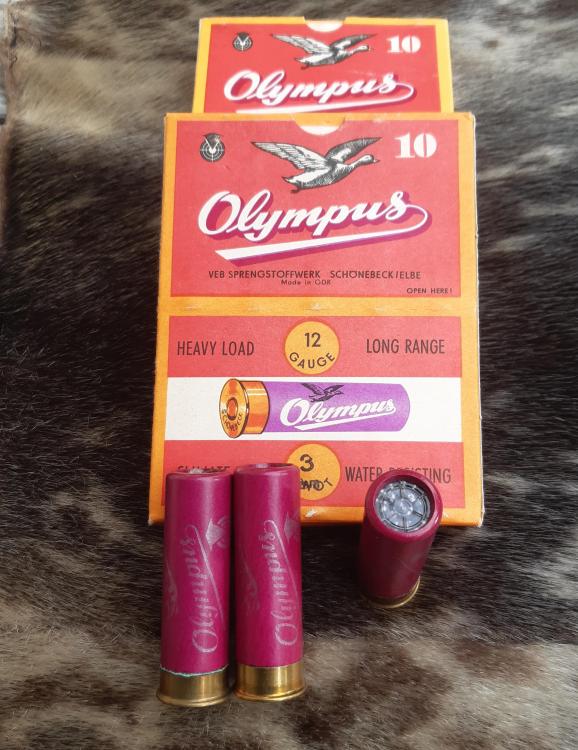 10
Olympus
10
Olympus
VEB SPRENGSTOFFWERK SCHÖNEBECK/ELBE
Made in GDR
OPEN HERE!
HEAVY LOAD
12
GAUGE
LONG RANGE
Olympus
3
WATER RESISTING
Olympus
Olympus